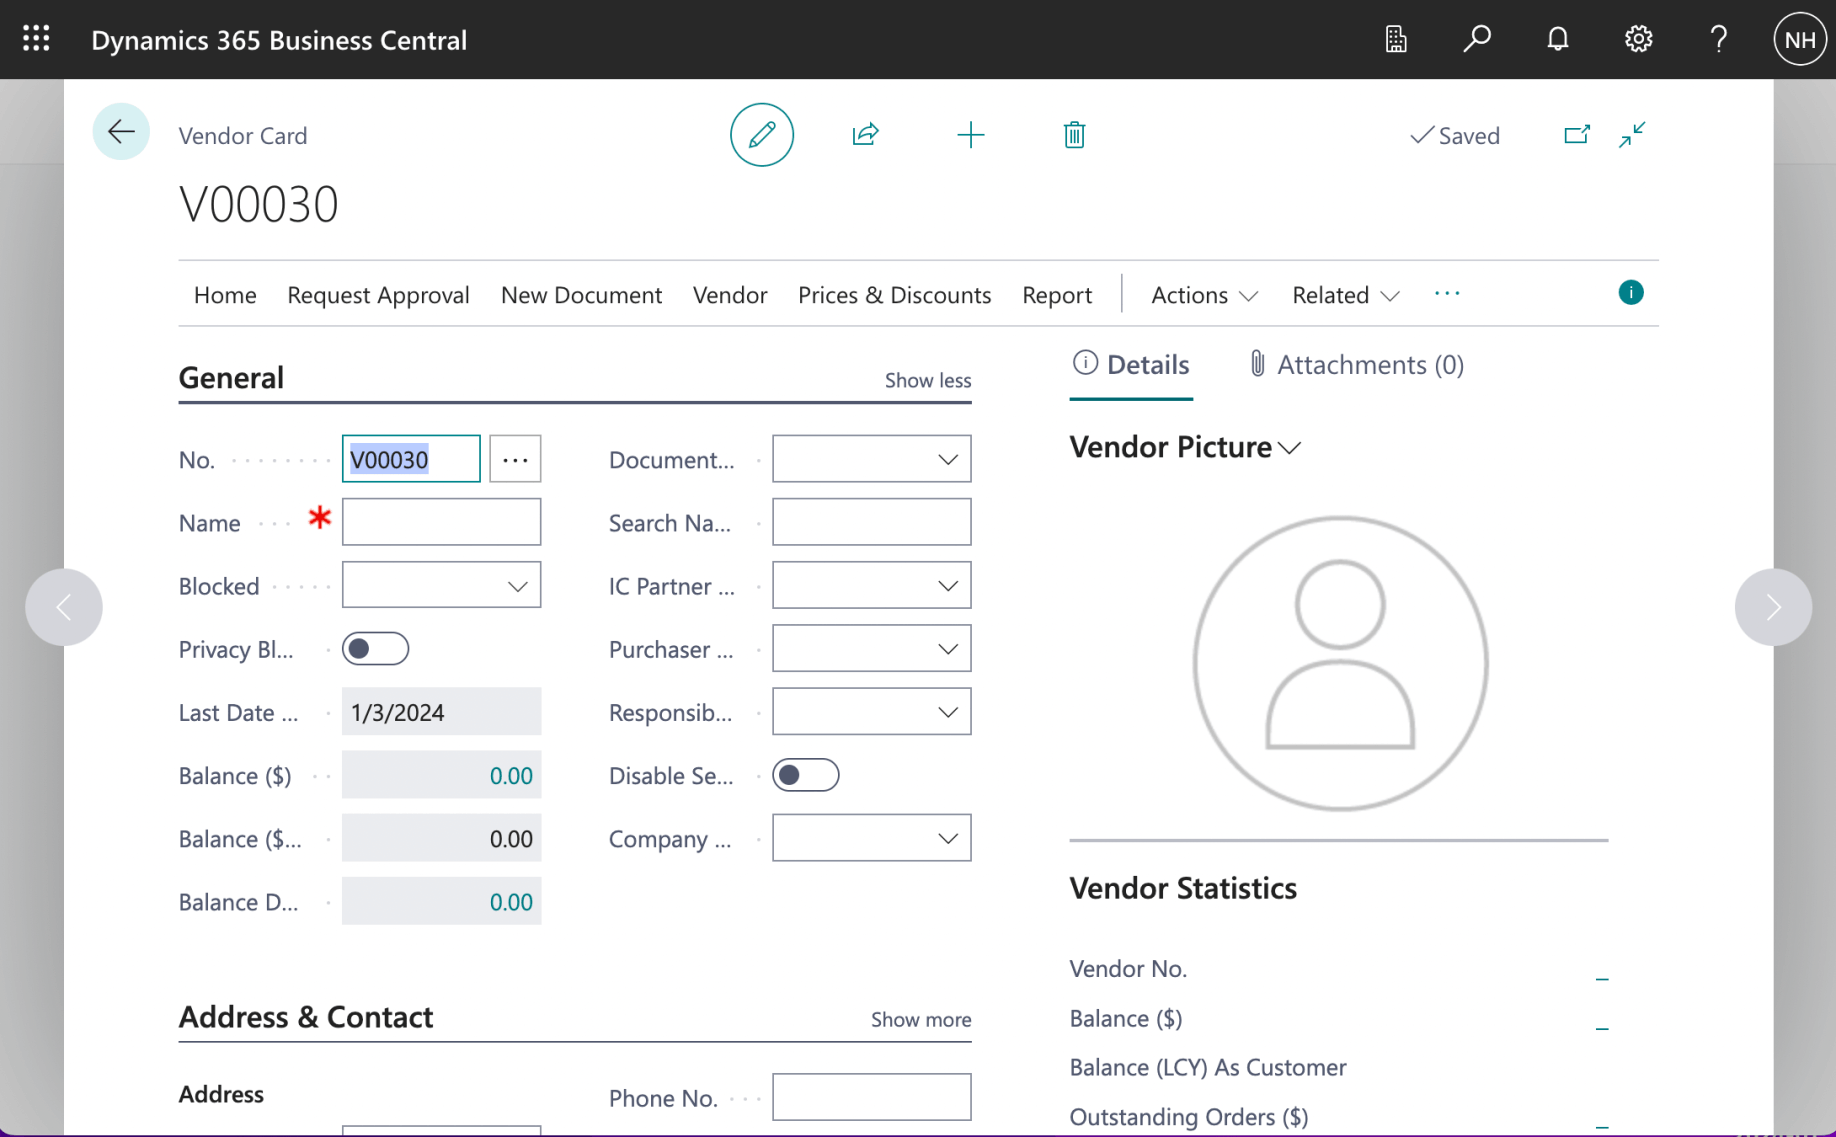 Dynamics 365 Business Central
NH
Vendor Card
Saved
V00030
Home
Request Approval
New Document
Vendor
Prices & Discounts
Report
Actions
Related
General
Show less
No.
V00030
Name
Blocked
Privacy Bl...
Last Date ...
1/3/2024
Balance ($)
0.00
Balance ($...
0.00
Balance D...
0.00
Document...
Search Na...
IC Partner ...
Purchaser ...
Responsib...
Disable Se...
Company ...
Address & Contact
Show more
Address
Phone No.
Details
Attachments (0)
Vendor Picture
Vendor Statistics
Vendor No.
Balance ($)
Balance (LCY) As Customer
Outstanding Orders ($)